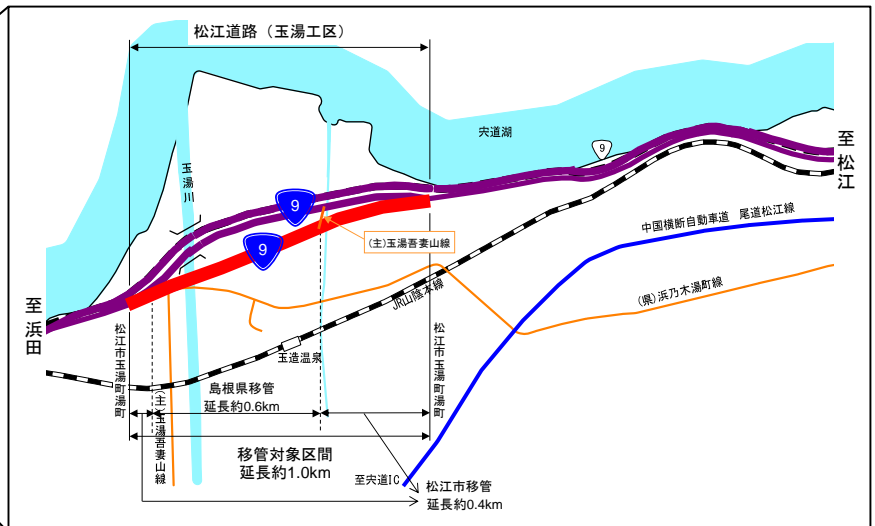 松江道路（玉湯工区）
宍道湖
9
至松江
玉湯川
9
9
(主)玉湯吾妻山線
中国横断自動車道　尾道松江線
(県)浜乃木湯町線
JR山陰本線
至浜田
玉造温泉
松江市玉湯町湯町
(主)玉湯吾妻山線
島根県移管
延長約0.6km
松江市玉湯町湯町
移管対象区間
延長約1.0km
至宍道IC
松江市移管
延長約0.4km